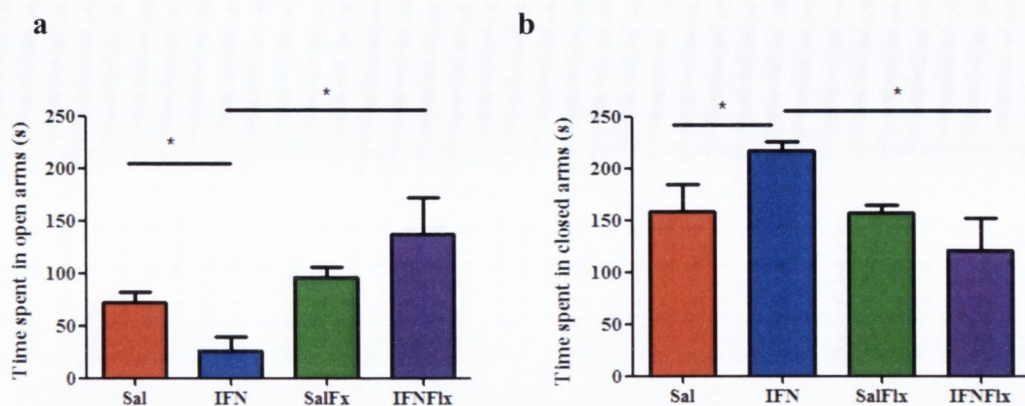 a
b
*
*
Time spent in open arms (s)
250
200
150
100
50
0
Sal IFN SalFx IFNFlx
*
*
Time spent in closed arms (s)
250
200
150
100
50
0
Sal IFN SalFlx IFNFlx